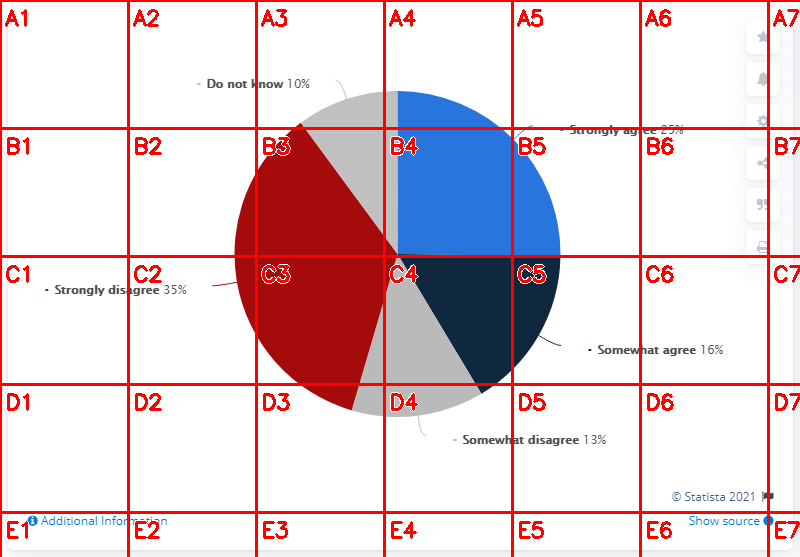 A1 A2 A3 A4 A5 A6 A7
Do not know 10%
Strongly agree 25%
B1 B2 B3 B4 B5 B6 B7
C1 C2 C3 C4 C5 C6 C7
Strongly disagree 35%
Somewhat agree 16%
D1 D2 D3 D4 D5 D6 D7
Somewhat disagree 13%
© Statista 2021
Additional Information
Show source
E1 E2 E3 E4 E5 E6 E7